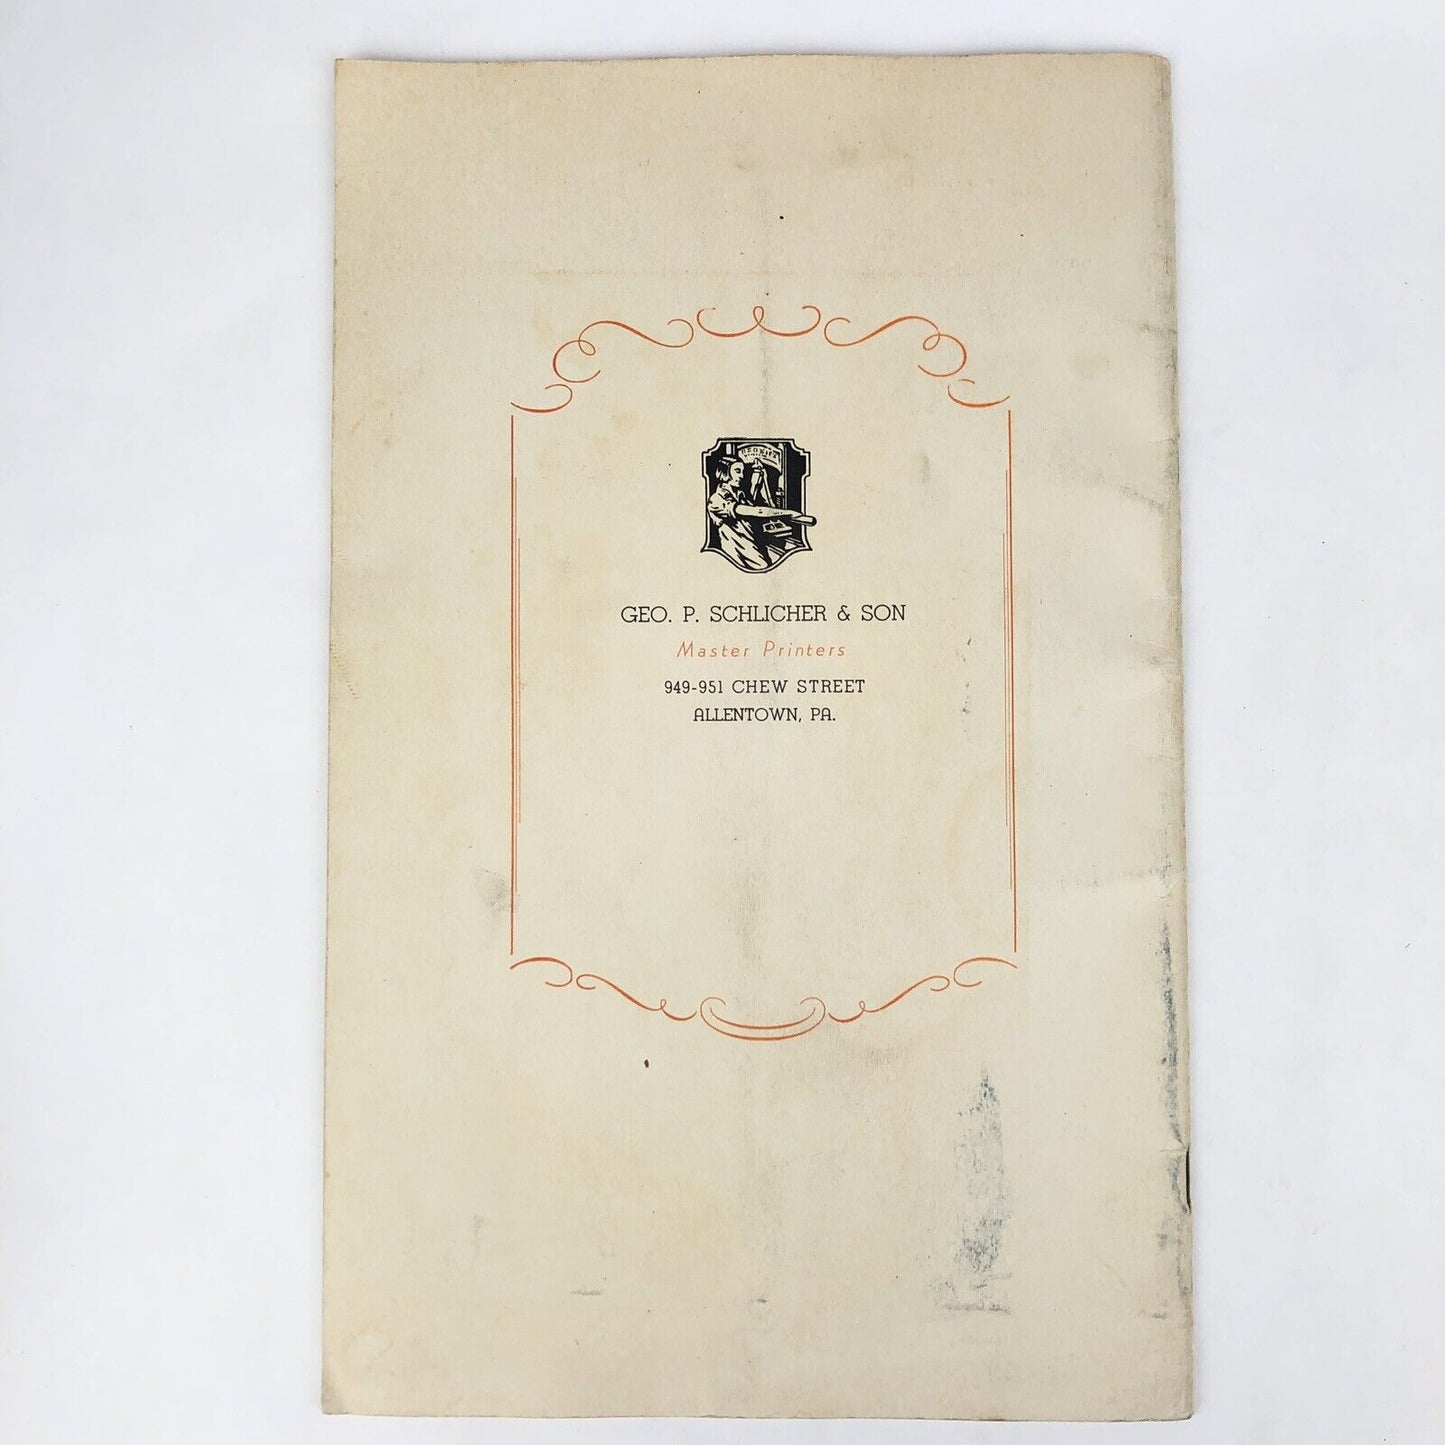 GEO. P. SCHLICHER & SON
Master Printers
949-951 CHEW STREET
ALLENTOWN, PA.